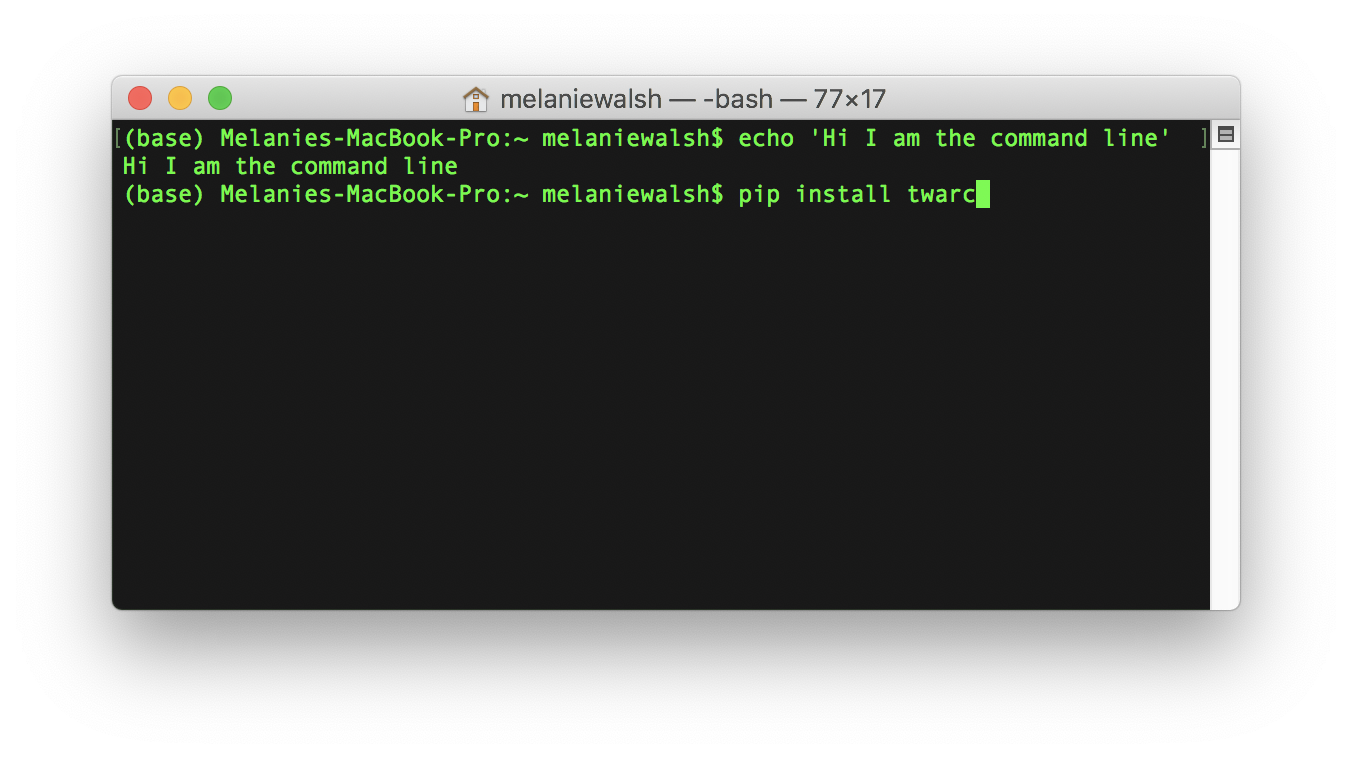 melaniewalsh — -bash — 77×17
[(base) Melanies-MacBook-Pro:~ melaniewalsh$ echo 'Hi I am the command line' ]
Hi I am the command line
(base) Melanies-MacBook-Pro:~ melaniewalsh$ pip install twarc